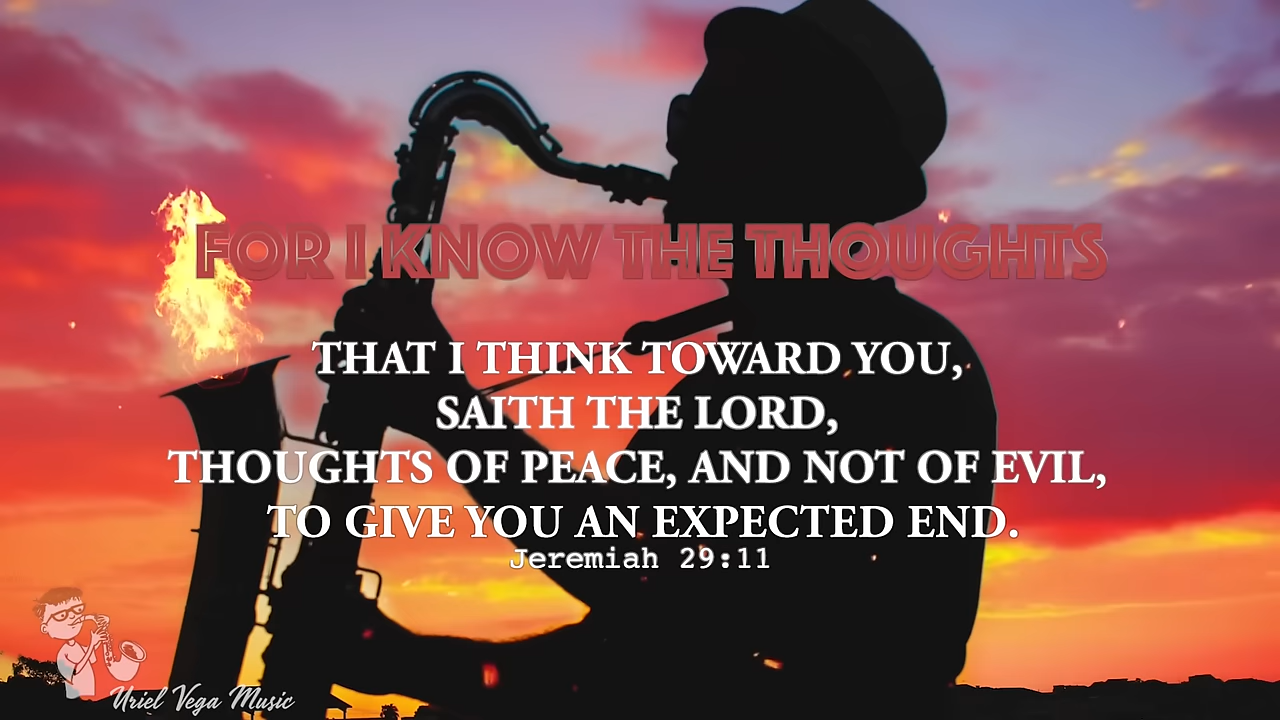 FOR I KNOW THE THOUGHTS
THAT I THINK TOWARD YOU,
SAITH THE LORD,
THOUGHTS OF PEACE, AND NOT OF EVIL,
TO GIVE YOU AN EXPECTED END.
Jeremiah 29:11
Uriel Vega Music